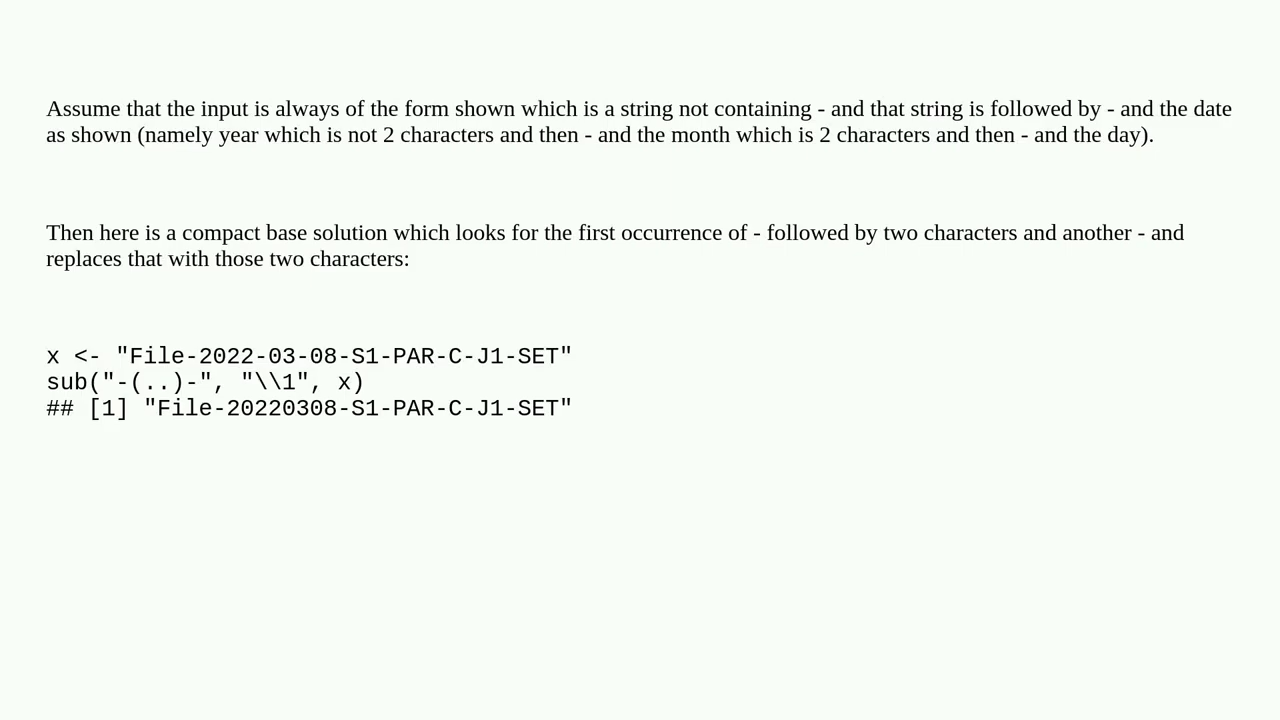 Assume that the input is always of the form shown which is a string not containing - and that string is followed by - and the date
as shown (namely year which is not 2 characters and then - and the month which is 2 characters and then - and the day).
Then here is a compact base solution which looks for the first occurrence of - followed by two characters and another - and
replaces that with those two characters:
x <- "File-2022-03-08-S1-PAR-C-J1-SET"
sub("-(..)-", "\\1", x)
## [1] "File-20220308-S1-PAR-C-J1-SET"